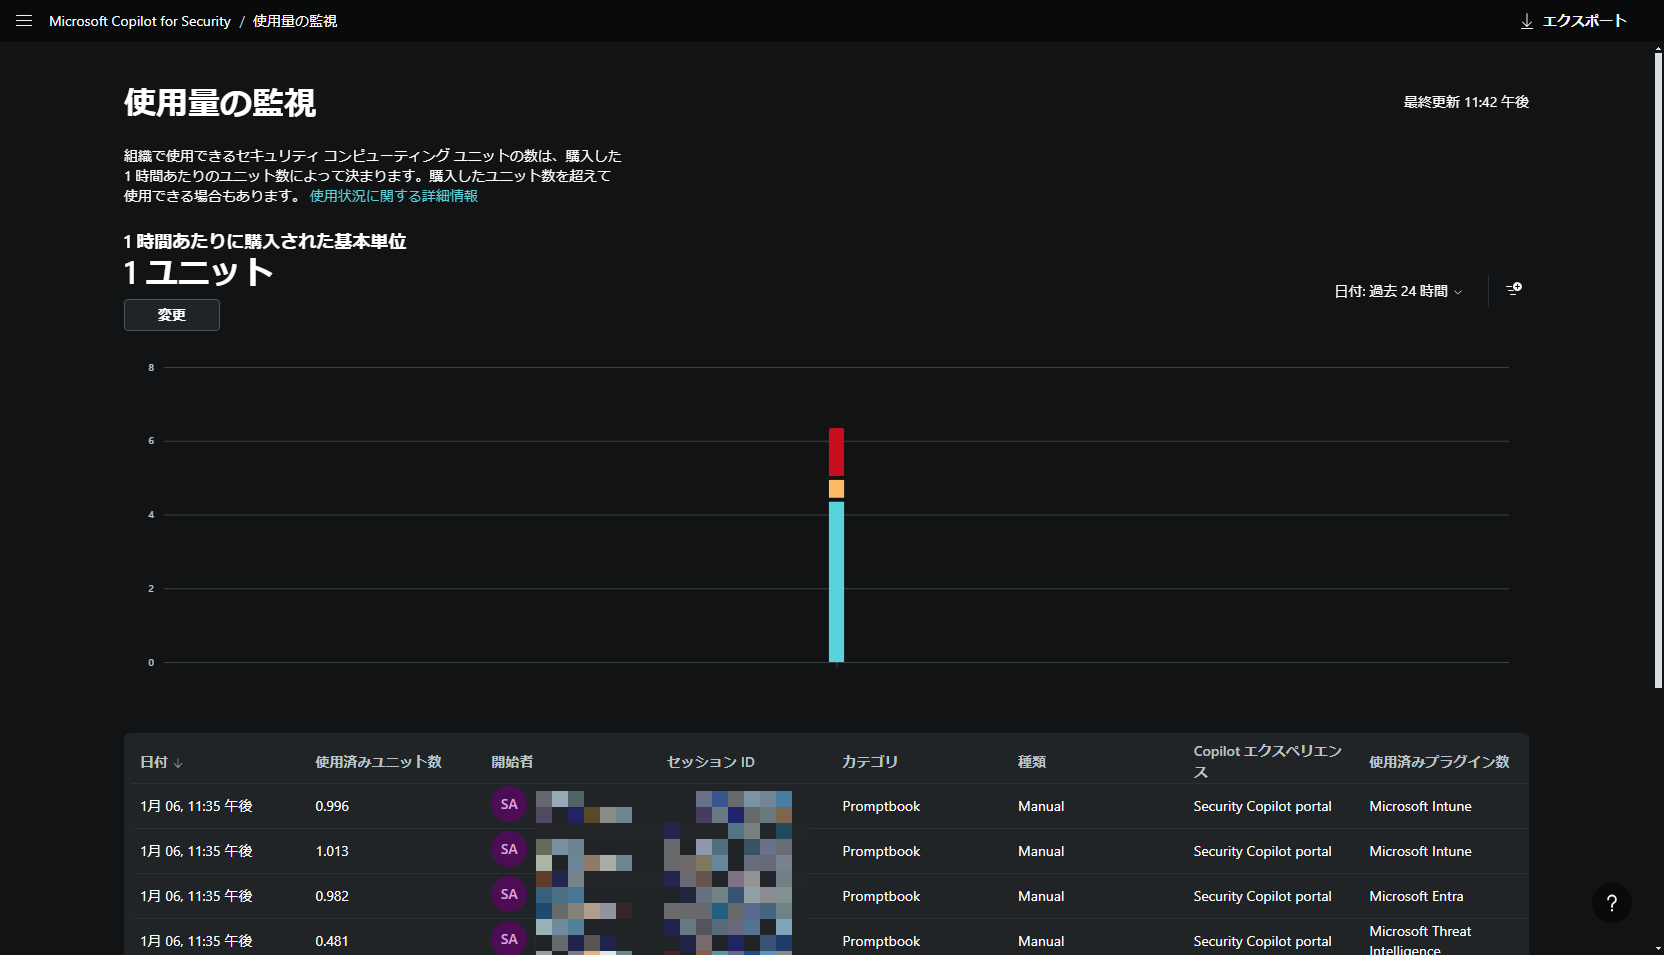 Microsoft Copilot for Security / 使用量の監視
エクスポート
使用量の監視
最終更新 11:42 午後
組織で使用できるセキュリティ コンピューティング ユニットの数は、購入した
1 時間あたりのユニット数によって決まります。購入したユニット数を超えて
使用できる場合もあります。 使用状況に関する詳細情報
1 時間あたりに購入された基本単位
1 ユニット
日付: 過去 24 時間
変更
8
6
4
2
0
日付 使用済みユニット数 開始者 セッション ID カテゴリ 種類 Copilot エクスペリエン
ス 使用済みプラグイン数
1月 06, 11:35 午後 0.996 SA Promptbook Manual Security Copilot portal Microsoft Intune
1月 06, 11:35 午後 1.013 SA Promptbook Manual Security Copilot portal Microsoft Intune
1月 06, 11:35 午後 0.982 SA Promptbook Manual Security Copilot portal Microsoft Entra
1月 06, 11:35 午後 0.481 SA Promptbook Manual Security Copilot portal Microsoft Threat
Intelligence
?